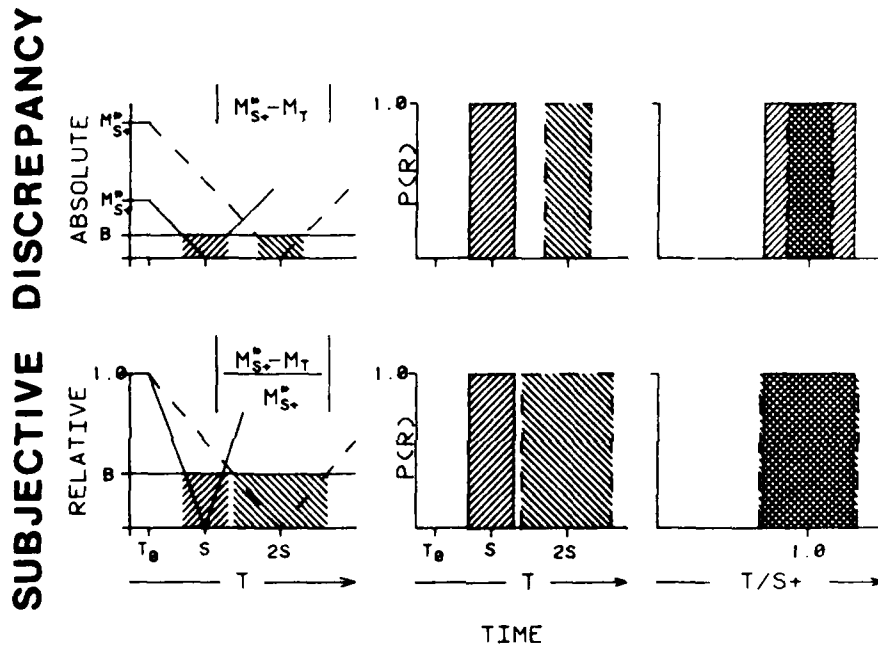 SUBJECTIVE DISCREPANCY
ABSOLUTE
M*S+
M*S+
B
| M*S+ - MT |
1.0
P(R)
RELATIVE
1.0
B
| M*S+ - MT |
M*S+
1.0
P(R)
T0 S 2S
T0 S 2S
1.0
T
T
T/S+
TIME